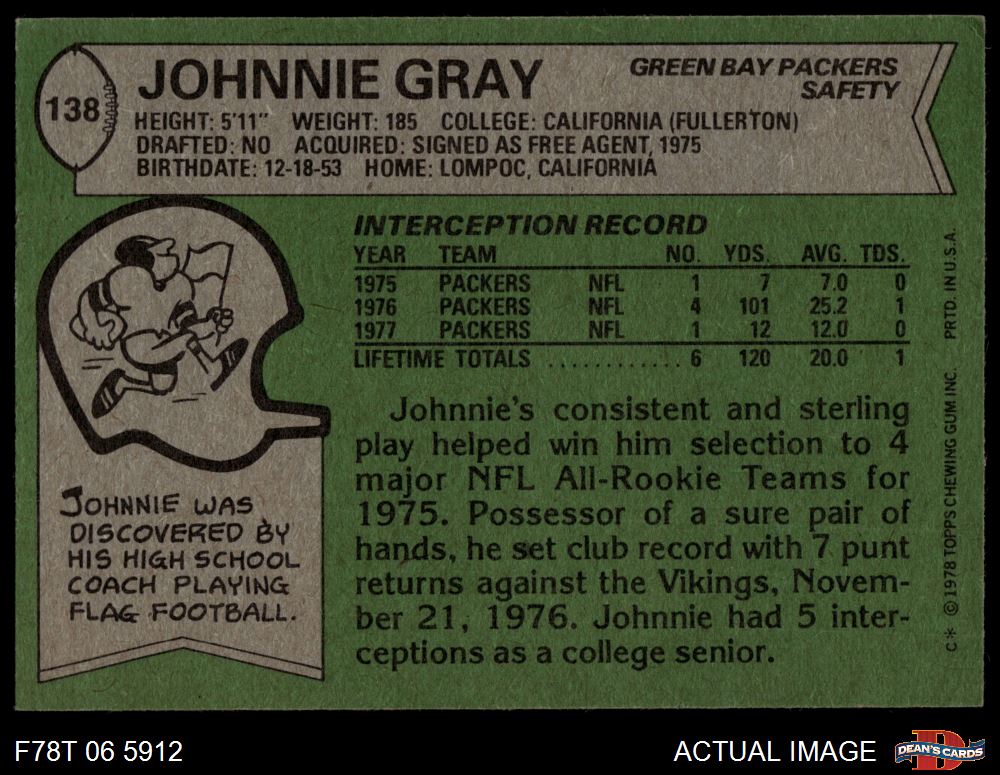 138
JOHNNIE GRAY
GREEN BAY PACKERS
SAFETY
HEIGHT: 5'11" WEIGHT: 185 COLLEGE: CALIFORNIA (FULLERTON)
DRAFTED: NO ACQUIRED: SIGNED AS FREE AGENT, 1975
BIRTHDATE: 12-18-53 HOME: LOMPOC, CALIFORNIA
INTERCEPTION RECORD
YEAR TEAM NO. YDS. AVG. TDS.
1975 PACKERS NFL 1 7 7.0 0
1976 PACKERS NFL 4 101 25.2 1
1977 PACKERS NFL 1 12 12.0 0
LIFETIME TOTALS ........... 6 120 20.0 1
Johnnie's consistent and sterling
play helped win him selection to 4
major NFL All-Rookie Teams for
1975. Possessor of a sure pair of
hands, he set club record with 7 punt
returns against the Vikings, Novem-
ber 21, 1976. Johnnie had 5 inter-
ceptions as a college senior.
JOHNNIE WAS
DISCOVERED BY
HIS HIGH SCHOOL
COACH PLAYING
FLAG FOOTBALL.
C* © 1978 TOPPS CHEWING GUM INC. PRTD. IN U.S.A.
F78T 06 5912
ACTUAL IMAGE
DEAN'S CARDS